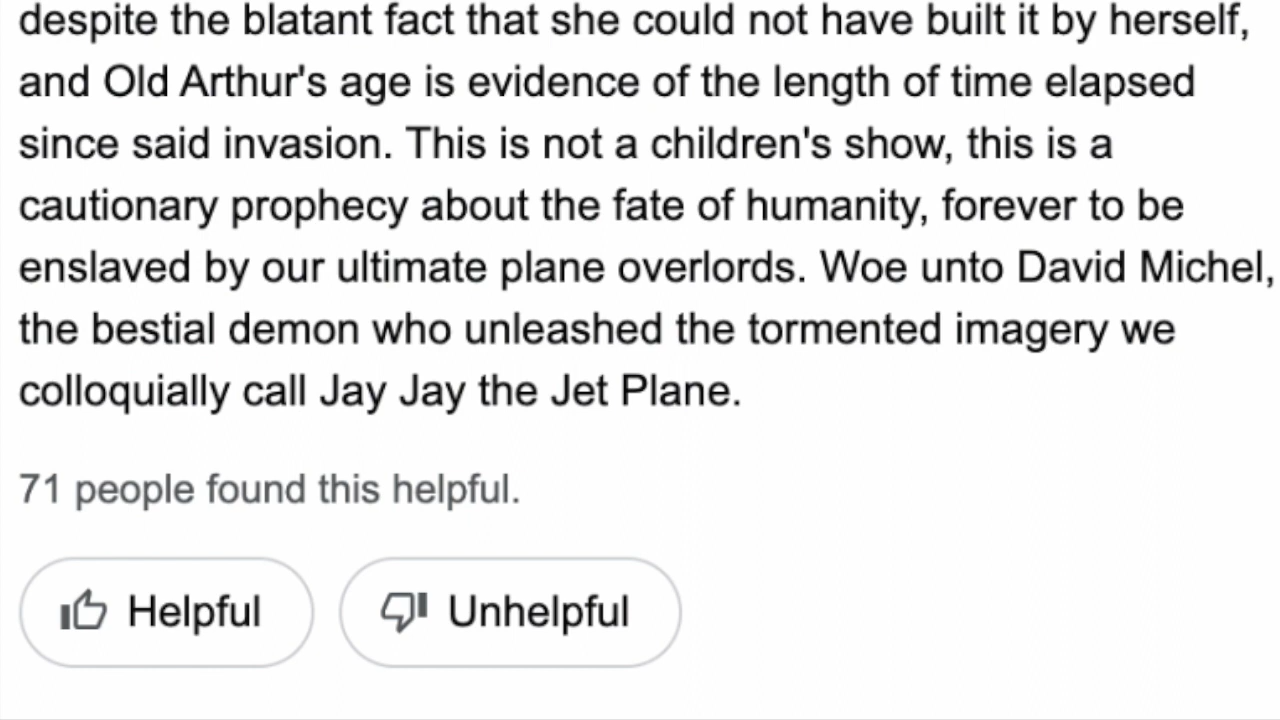 despite the blatant fact that she could not have built it by herself,
and Old Arthur's age is evidence of the length of time elapsed
since said invasion. This is not a children's show, this is a
cautionary prophecy about the fate of humanity, forever to be
enslaved by our ultimate plane overlords. Woe unto David Michel,
the bestial demon who unleashed the tormented imagery we
colloquially call Jay Jay the Jet Plane.
71 people found this helpful.
Helpful Unhelpful